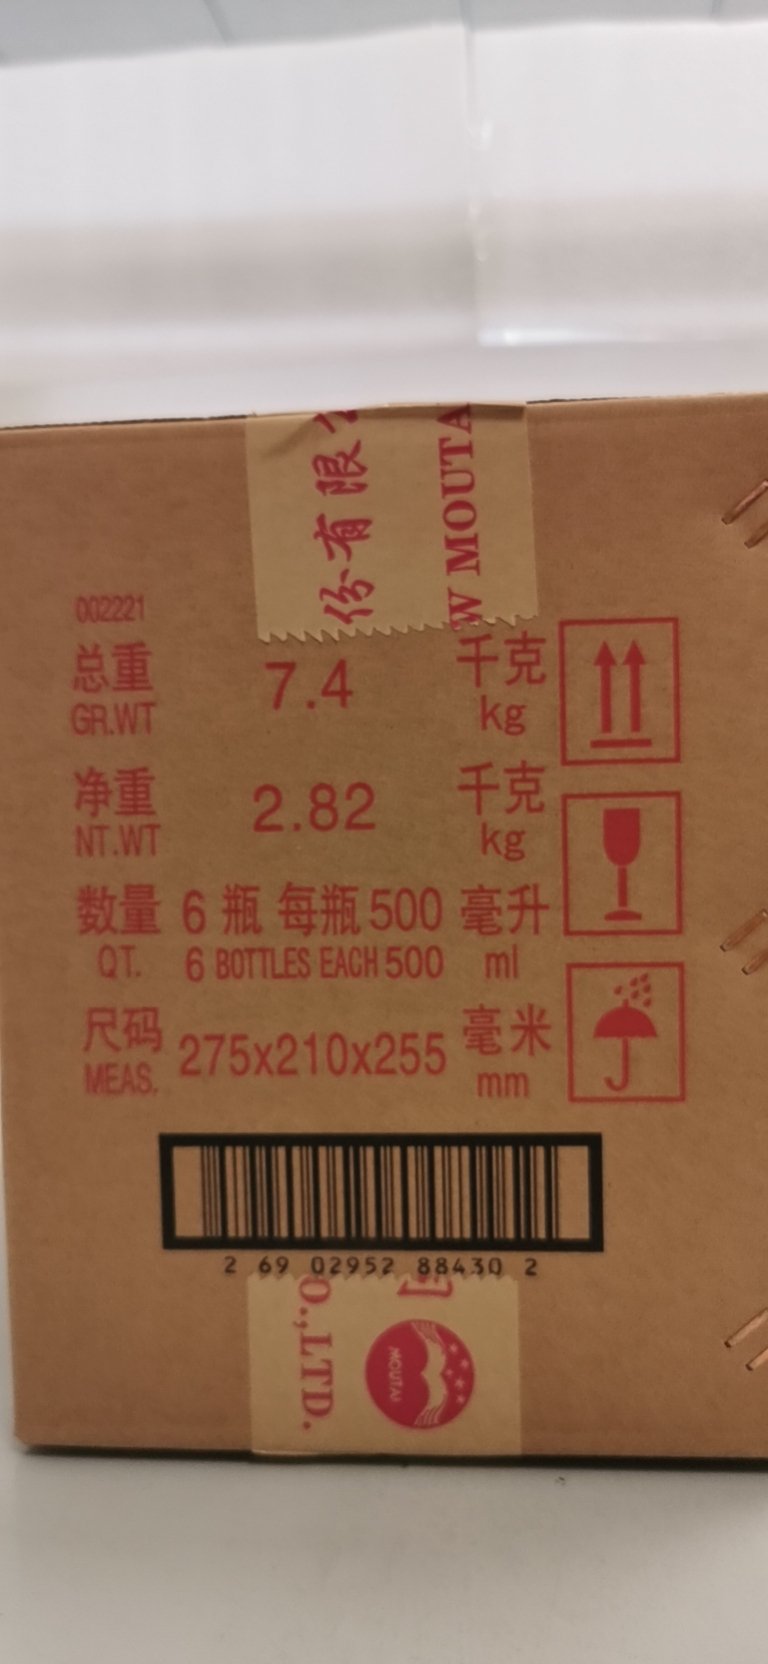 份有限公
W MOUTA
002221
总重 7.4 千克
GR.WT kg
净重 2.82 千克
NT.WT kg
数量 6 瓶 每瓶 500 毫升
QT. 6 BOTTLES EACH 500 ml
尺码 275x210x255 毫米
MEAS. mm
2 69 02952 88430 2
司
O.,LTD.
MOUTAI